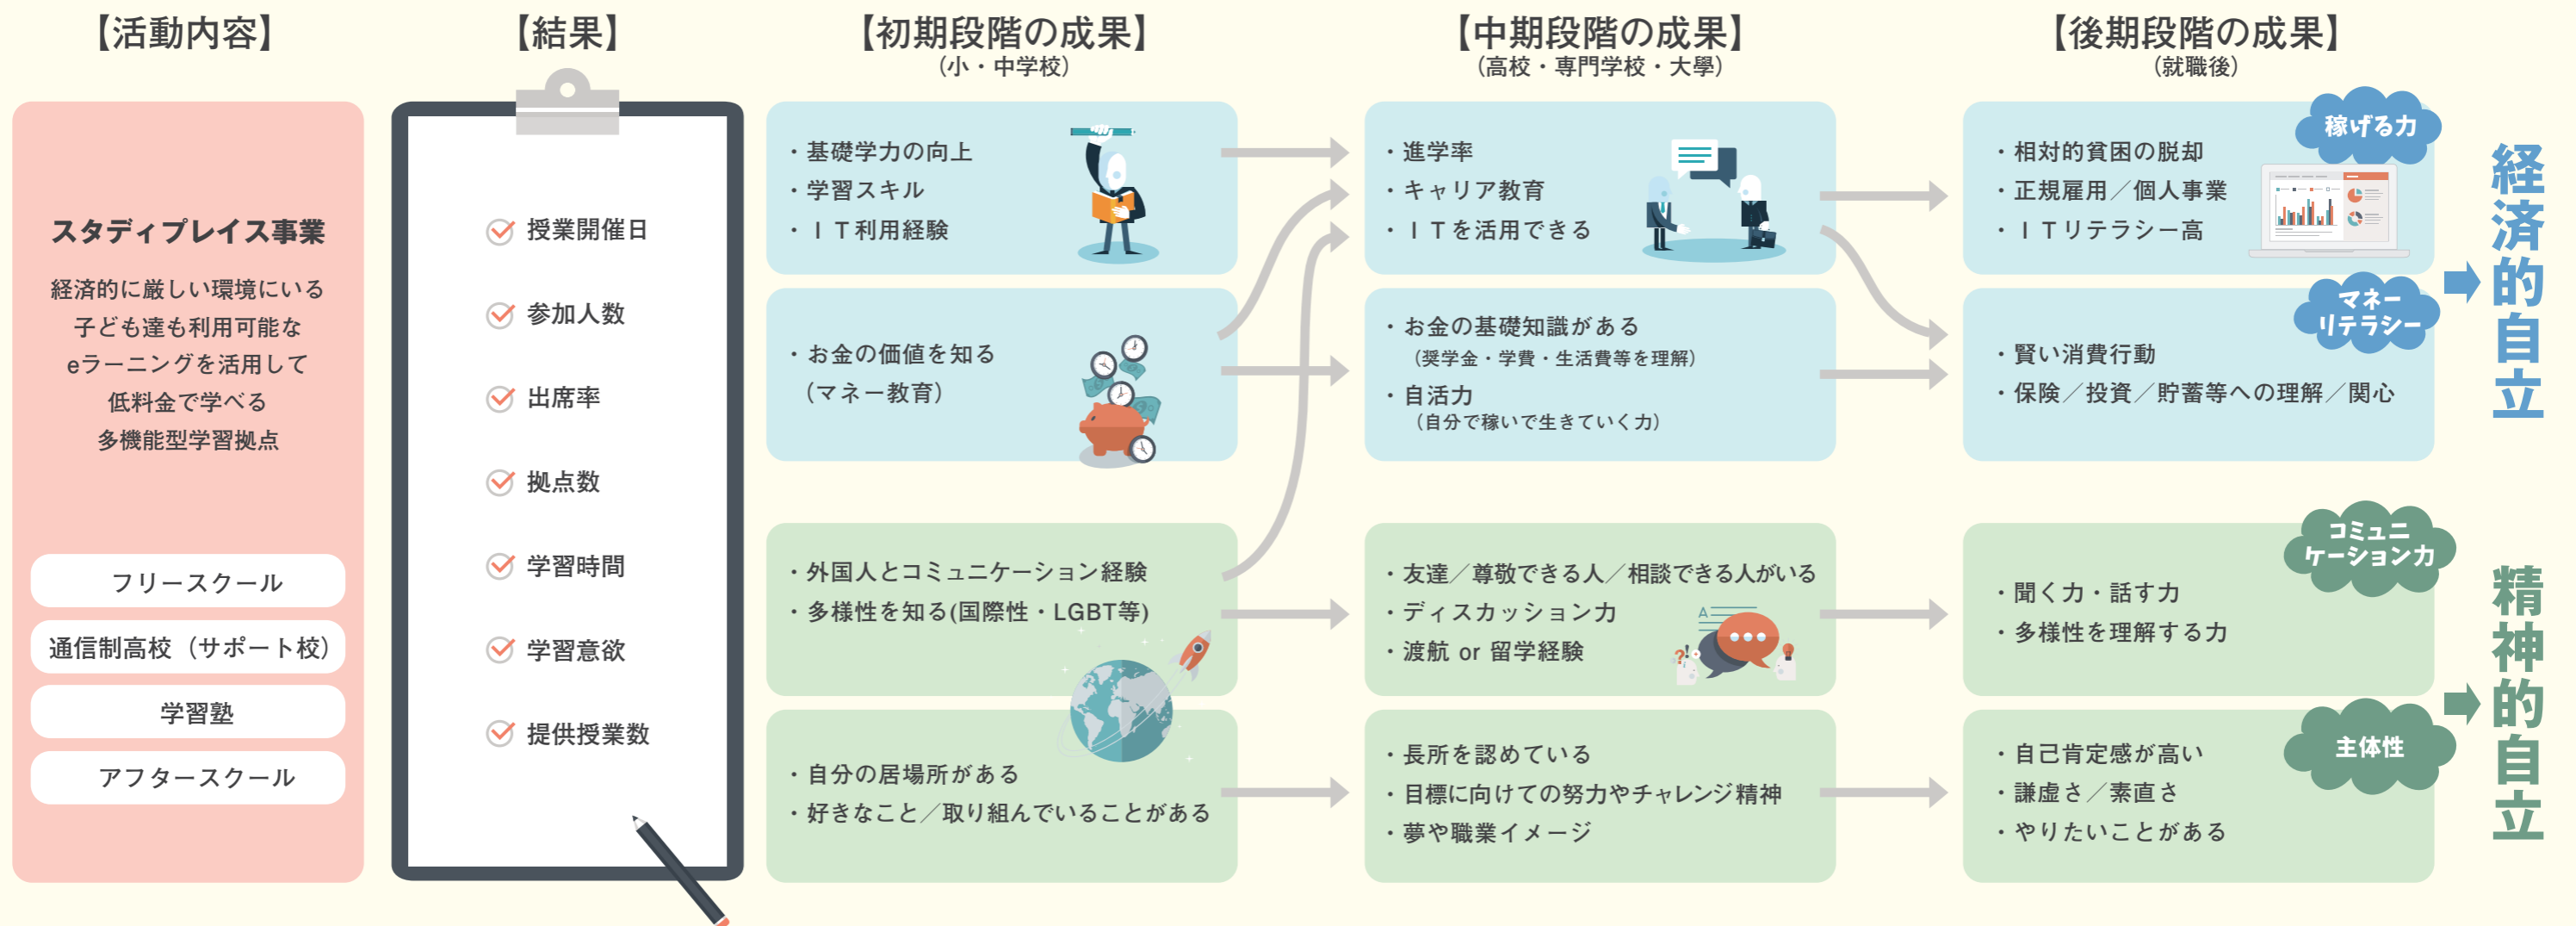 【活動内容】
スタディプレイス事業
経済的に厳しい環境にいる
子ども達も利用可能な
eラーニングを活用して
低料金で学べる
多機能型学習拠点
フリースクール
通信制高校（サポート校）
学習塾
アフタースクール
【結果】
授業開催日
参加人数
出席率
拠点数
学習時間
学習意欲
提供授業数
【初期段階の成果】
（小・中学校）
・基礎学力の向上
・学習スキル
・ＩＴ利用経験
・お金の価値を知る
（マネー教育）
・外国人とコミュニケーション経験
・多様性を知る(国際性・LGBT等)
・自分の居場所がある
・好きなこと／取り組んでいることがある
【中期段階の成果】
（高校・専門学校・大學）
・進学率
・キャリア教育
・ＩＴを活用できる
・お金の基礎知識がある
（奨学金・学費・生活費等を理解）
・自活力
（自分で稼いで生きていく力）
・友達／尊敬できる人／相談できる人がいる
・ディスカッション力
・渡航 or 留学経験
A
?!
・長所を認めている
・目標に向けての努力やチャレンジ精神
・夢や職業イメージ
【後期段階の成果】
（就職後）
稼げる力
・相対的貧困の脱却
・正規雇用／個人事業
・ＩＴリテラシー高
マネー
リテラシー
・賢い消費行動
・保険／投資／貯蓄等への理解／関心
コミュニ
ケーション力
・聞く力・話す力
・多様性を理解する力
主体性
・自己肯定感が高い
・謙虚さ／素直さ
・やりたいことがある
経済的自立
精神的自立